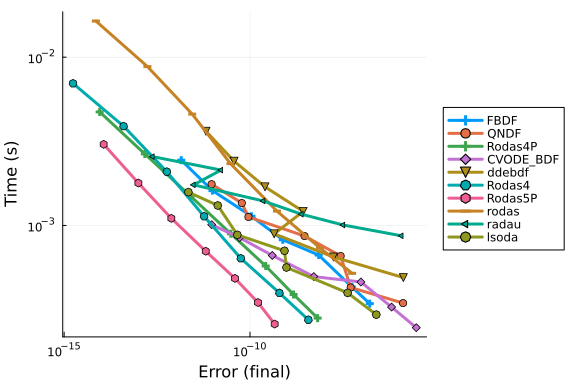 10⁻²
10⁻³
10⁻¹⁵
10⁻¹⁰
Time (s)
Error (final)
FBDF
QNDF
Rodas4P
CVODE_BDF
ddebdf
Rodas4
Rodas5P
rodas
radau
lsoda